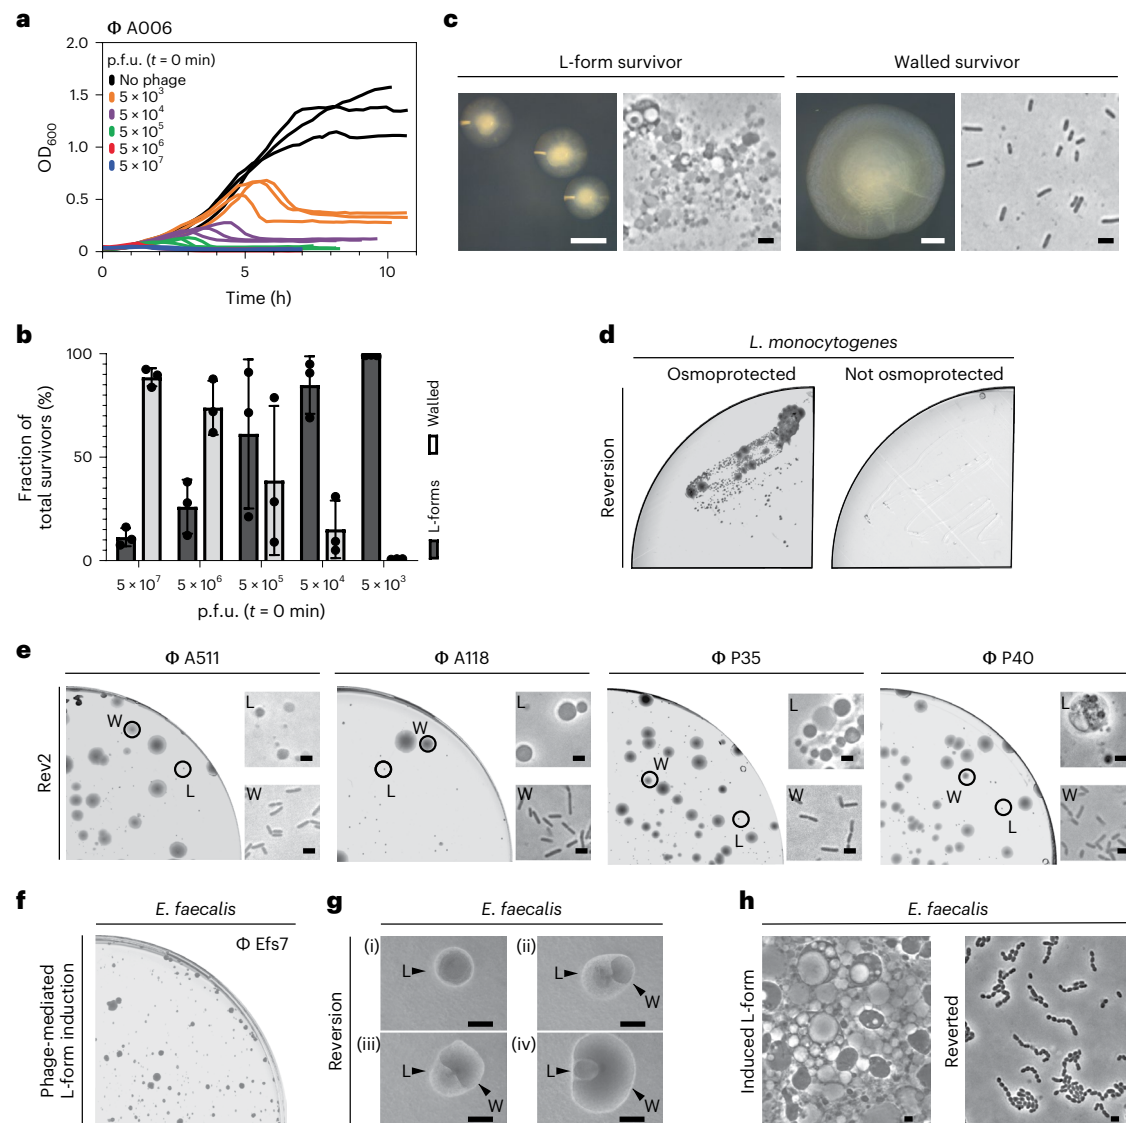 a
Φ A006
2.0
1.5
1.0
0.5
0
OD600
p.f.u. (t = 0 min)
No phage
5 × 10³
5 × 10⁴
5 × 10⁵
5 × 10⁶
5 × 10⁷
0 5 10
Time (h)
b
100
50
0
Fraction of
total survivors (%)
5 × 10⁷ 5 × 10⁶ 5 × 10⁵ 5 × 10⁴ 5 × 10³
p.f.u. (t = 0 min)
Walled
L-forms
c
L-form survivor
Walled survivor
d
L. monocytogenes
Osmoprotected Not osmoprotected
Reversion
e
Φ A511
Φ A118
Φ P35
Φ P40
Rev2
W
L
L
W
W
L
L
W
W
L
L
W
W
L
L
W
f
E. faecalis
Φ Efs7
Phage-mediated
L-form induction
g
E. faecalis
Reversion
(i)
L
(ii)
L
W
(iii)
L
W
(iv)
L
W
h
E. faecalis
Induced L-form
Reverted